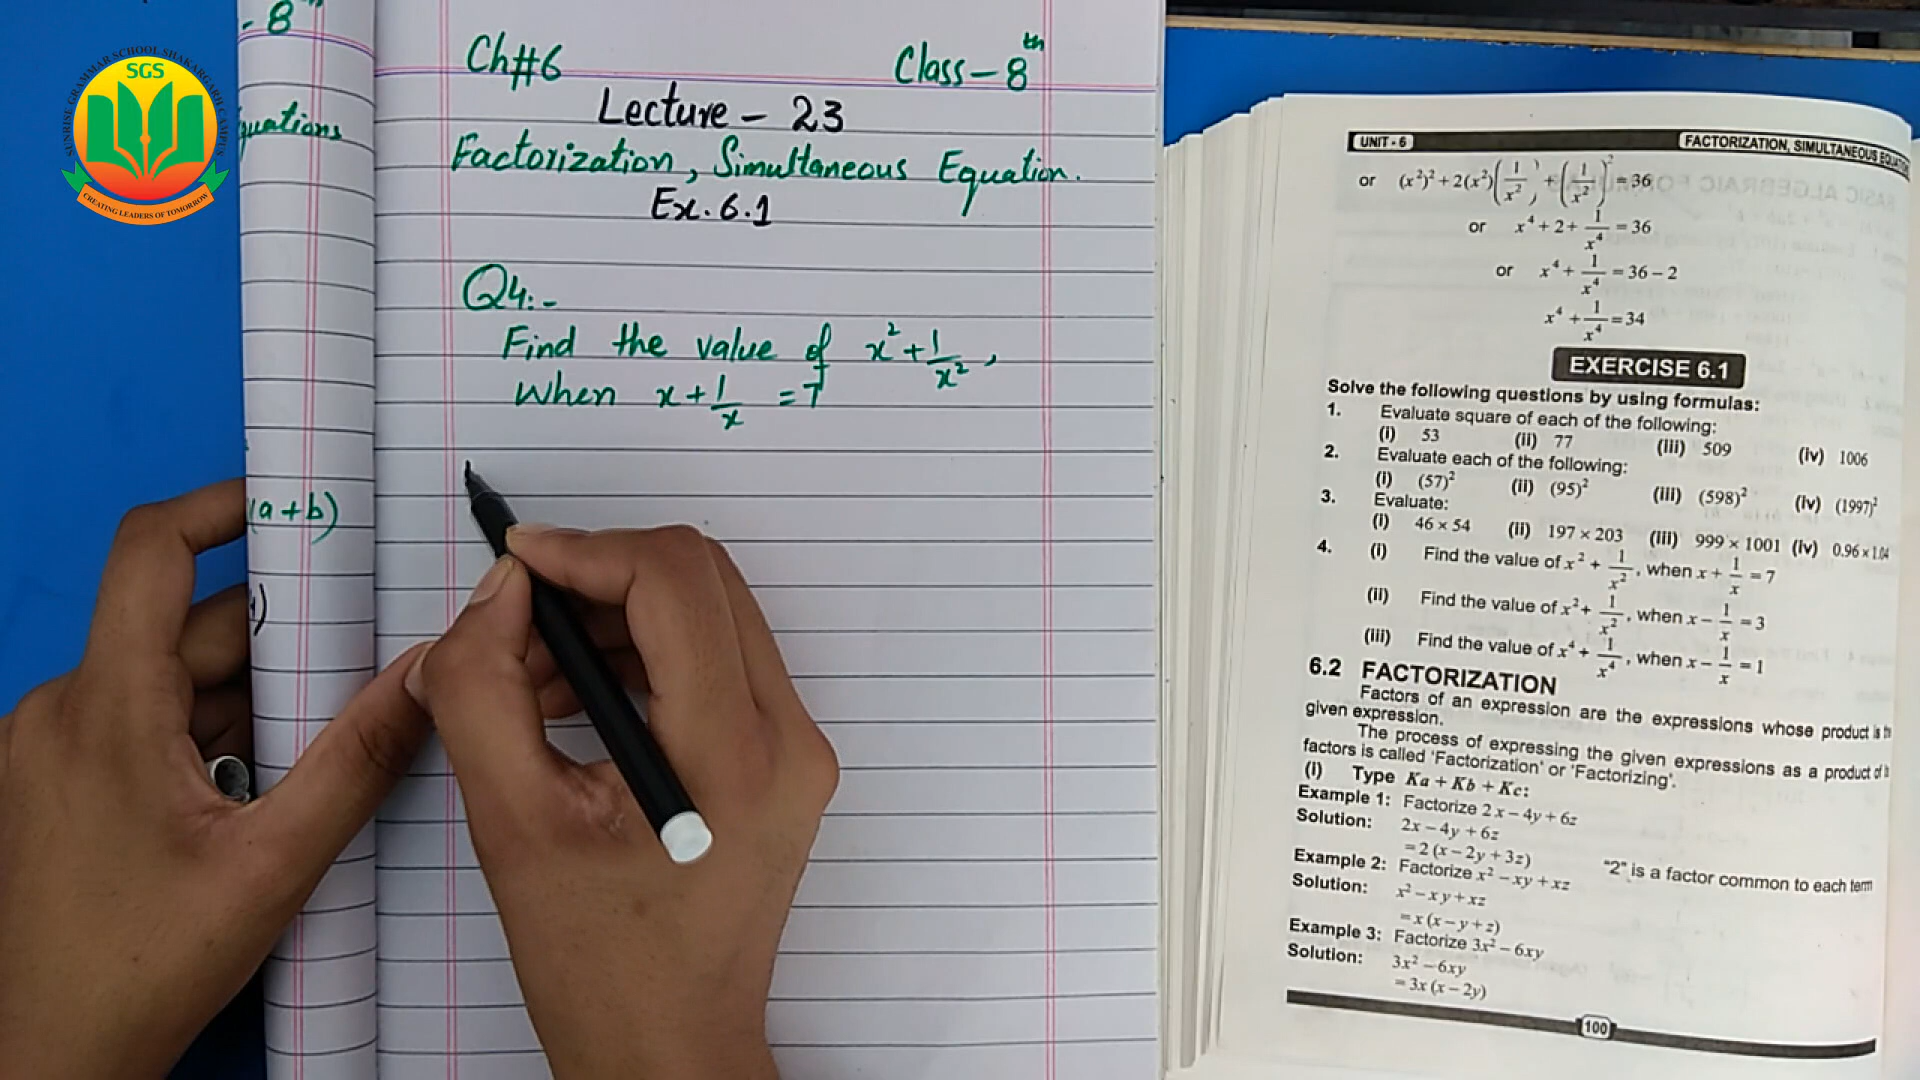 SUNRISE GRAMMAR SCHOOL SHAKARGARH CAMPUS
SGS
CREATING LEADERS OF TOMORROW
- 8
quations
(a+b)
Ch#6 Class-8th
Lecture - 23
Factorization, Simultaneous Equation.
Ex. 6.1
Q4:-
Find the value of x² + 1/x²,
When x + 1/x = 7
UNIT - 6 FACTORIZATION, SIMULTANEOUS
or (x²)² + 2(x²)(1/x²) + (1/x²)² = 36
or x⁴ + 2 + 1/x⁴ = 36
or x⁴ + 1/x⁴ = 36 – 2
x⁴ + 1/x⁴ = 34
EXERCISE 6.1
Solve the following questions by using formulas:
1. Evaluate square of each of the following:
(i) 53 (ii) 77 (iii) 509 (iv) 1006
2. Evaluate each of the following:
(i) (57)² (ii) (95)² (iii) (598)² (iv) (1997)²
3. Evaluate:
(i) 46 × 54 (ii) 197 × 203 (iii) 999 × 1001 (iv) 0.96 × 1.04
4. (i) Find the value of x² + 1/x², when x + 1/x = 7
(ii) Find the value of x² + 1/x², when x – 1/x = 3
(iii) Find the value of x⁴ + 1/x⁴, when x – 1/x = 1
6.2 FACTORIZATION
Factors of an expression are the expressions whose product is
given expression.
The process of expressing the given expressions as a product of
factors is called 'Factorization' or 'Factorizing'.
(i) Type Ka + Kb + Kc:
Example 1: Factorize 2x – 4y + 6z
Solution: 2x – 4y + 6z
= 2 (x – 2y + 3z) "2" is a factor common to each term
Example 2: Factorize x² – xy + xz
Solution: x² – xy + xz
= x (x – y + z)
Example 3: Factorize 3x² – 6xy
Solution: 3x² – 6xy
= 3x (x – 2y)
100